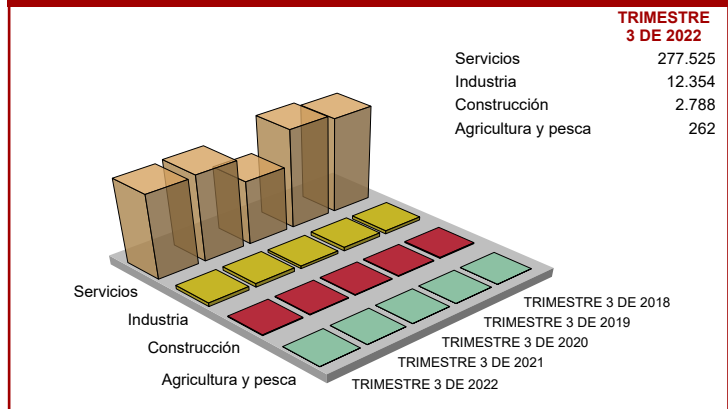 TRIMESTRE
3 DE 2022
Servicios 277.525
Industria 12.354
Construcción 2.788
Agricultura y pesca 262
Servicios
Industria
Construcción
Agricultura y pesca
TRIMESTRE 3 DE 2018
TRIMESTRE 3 DE 2019
TRIMESTRE 3 DE 2020
TRIMESTRE 3 DE 2021
TRIMESTRE 3 DE 2022